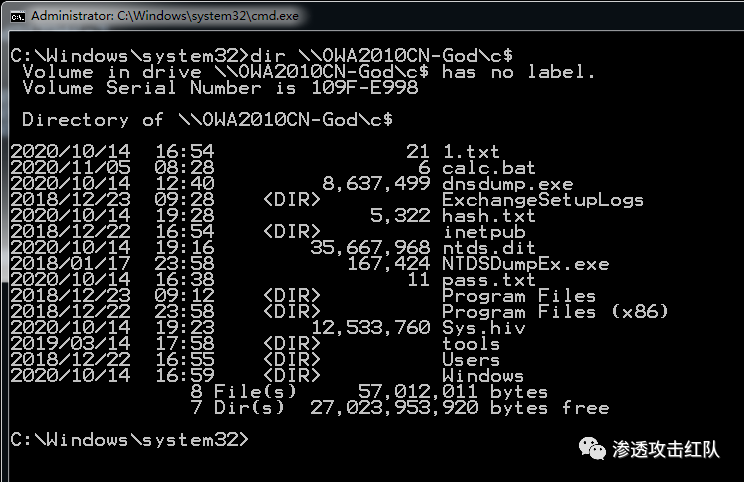 Administrator: C:\Windows\system32\cmd.exe
C:\Windows\system32>dir \\OWA2010CN-God\c$
Volume in drive \\OWA2010CN-God\c$ has no label.
Volume Serial Number is 109F-E998
Directory of \\OWA2010CN-God\c$
2020/10/14 16:54 21 1.txt
2020/11/05 08:28 6 calc.bat
2020/10/14 12:40 8,637,499 dnsdump.exe
2018/12/23 09:28 <DIR> ExchangeSetupLogs
2020/10/14 19:28 5,322 hash.txt
2018/12/22 16:54 <DIR> inetpub
2020/10/14 19:16 35,667,968 ntds.dit
2018/01/17 23:58 167,424 NTDSDumpEx.exe
2020/10/14 16:38 11 pass.txt
2018/12/23 09:12 <DIR> Program Files
2018/12/22 23:58 <DIR> Program Files (x86)
2020/10/14 19:23 12,533,760 Sys.hiv
2019/03/14 17:58 <DIR> tools
2018/12/22 16:55 <DIR> Users
2020/10/14 16:59 <DIR> Windows
8 File(s) 57,012,011 bytes
7 Dir(s) 27,023,953,920 bytes free
C:\Windows\system32>
渗透攻击红队